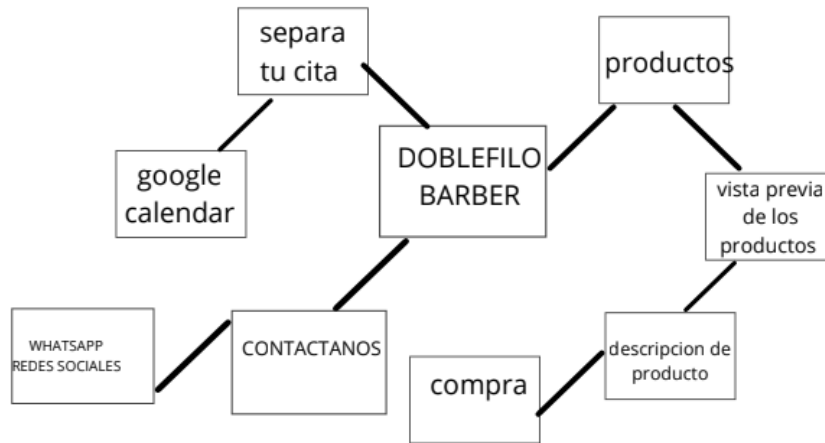 separa
tu cita
productos
DOBLEFILO
BARBER
google
calendar
vista previa
de los
productos
WHATSAPP
REDES SOCIALES
CONTACTANOS
descripcion de
producto
compra